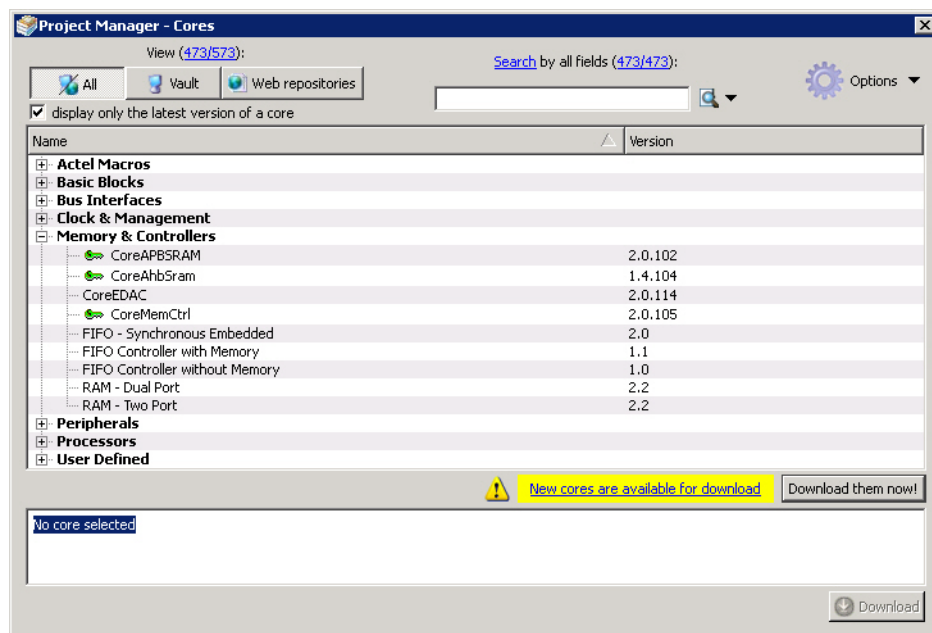 Project Manager - Cores
View (473/573):
Search by all fields (473/473):
All
Vault
Web repositories
Options
display only the latest version of a core
Name Version
Actel Macros
Basic Blocks
Bus Interfaces
Clock & Management
Memory & Controllers
CoreAPBSRAM 2.0.102
CoreAhbSram 1.4.104
CoreEDAC 2.0.114
CoreMemCtrl 2.0.105
FIFO - Synchronous Embedded 2.0
FIFO Controller with Memory 1.1
FIFO Controller without Memory 1.0
RAM - Dual Port 2.2
RAM - Two Port 2.2
Peripherals
Processors
User Defined
New cores are available for download
Download them now!
No core selected
Download